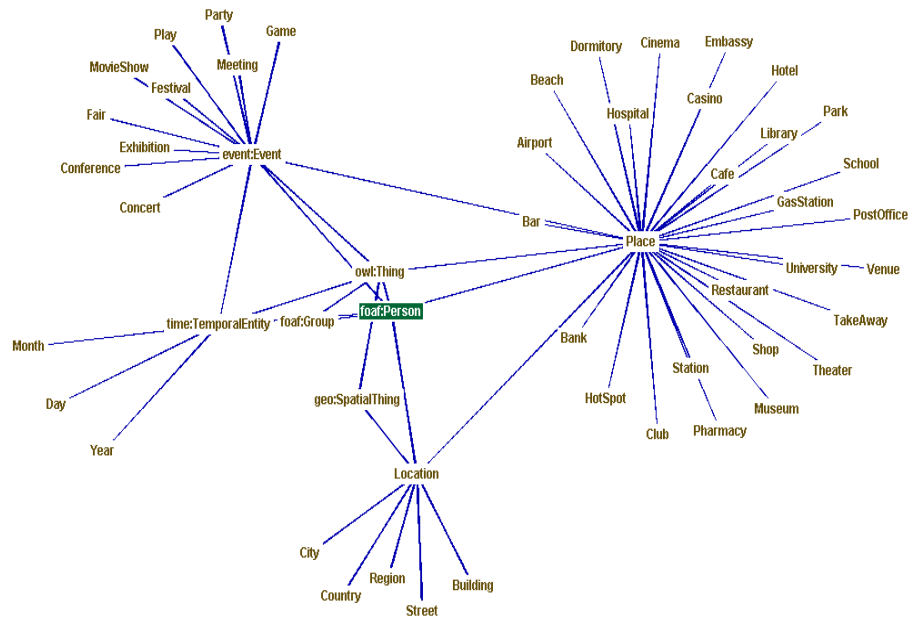 Party
Game
Play
MovieShow
Meeting
Festival
Fair
Exhibition
event:Event
Conference
Concert
Dormitory
Cinema
Embassy
Beach
Hotel
Casino
Hospital
Park
Airport
Library
Cafe
School
GasStation
Bar
PostOffice
Place
University
Venue
Restaurant
TakeAway
Bank
Shop
Station
Theater
HotSpot
Museum
Club
Pharmacy
owl:Thing
foaf:Person
time:TemporalEntity
foaf:Group
Month
Day
Year
geo:SpatialThing
Location
City
Region
Country
Building
Street